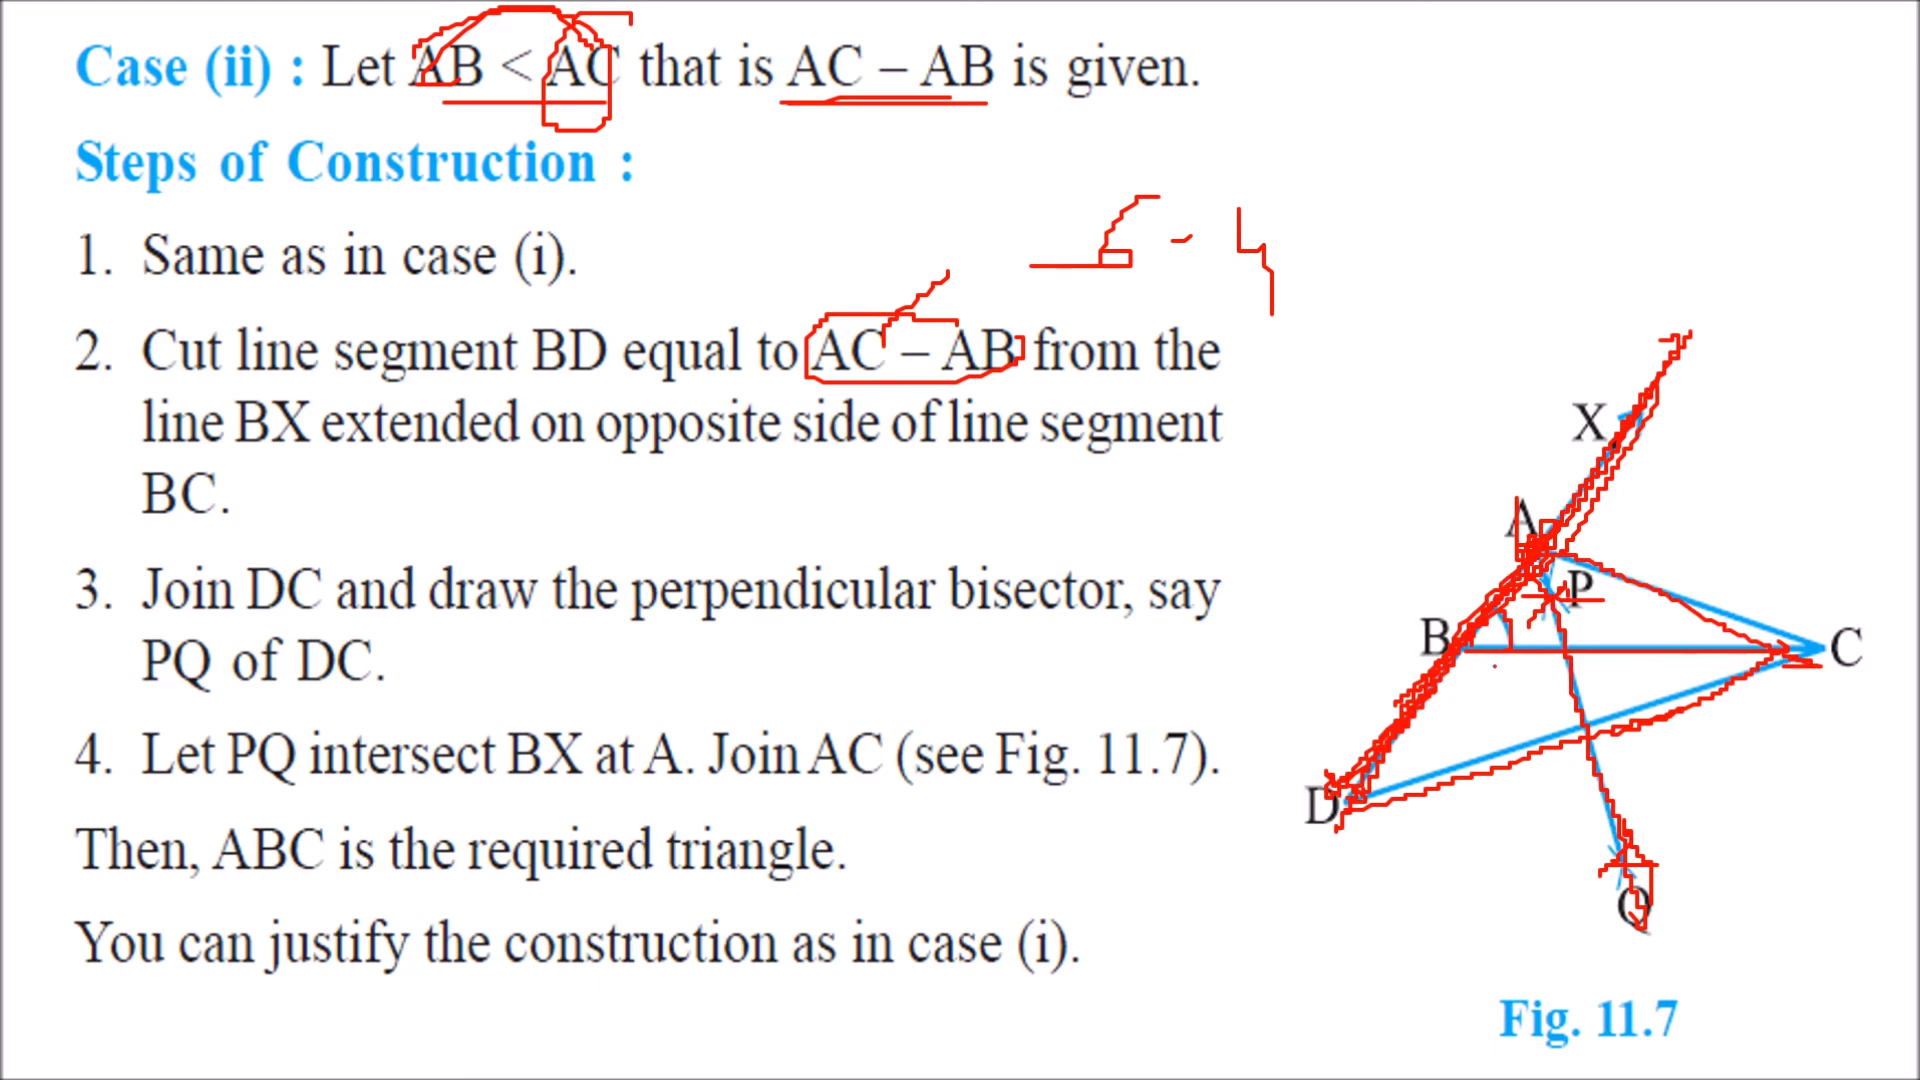 Case (ii) : Let AB < AC that is AC – AB is given.
Steps of Construction :
1. Same as in case (i).
6 - 4
2. Cut line segment BD equal to AC – AB from the
line BX extended on opposite side of line segment
BC.
3. Join DC and draw the perpendicular bisector, say
PQ of DC.
4. Let PQ intersect BX at A. Join AC (see Fig. 11.7).
Then, ABC is the required triangle.
You can justify the construction as in case (i).
X
A
P
B
C
D
Q
Fig. 11.7